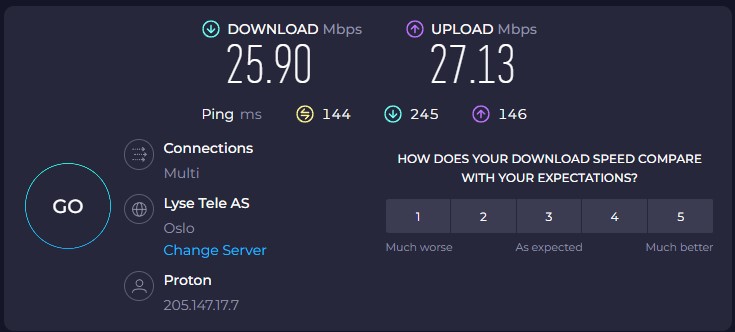 DOWNLOAD Mbps
25.90
UPLOAD Mbps
27.13
Ping ms 144 245 146
Connections
Multi
GO
Lyse Tele AS
Oslo
Change Server
Proton
205.147.17.7
HOW DOES YOUR DOWNLOAD SPEED COMPARE
WITH YOUR EXPECTATIONS?
1 2 3 4 5
Much worse As expected Much better